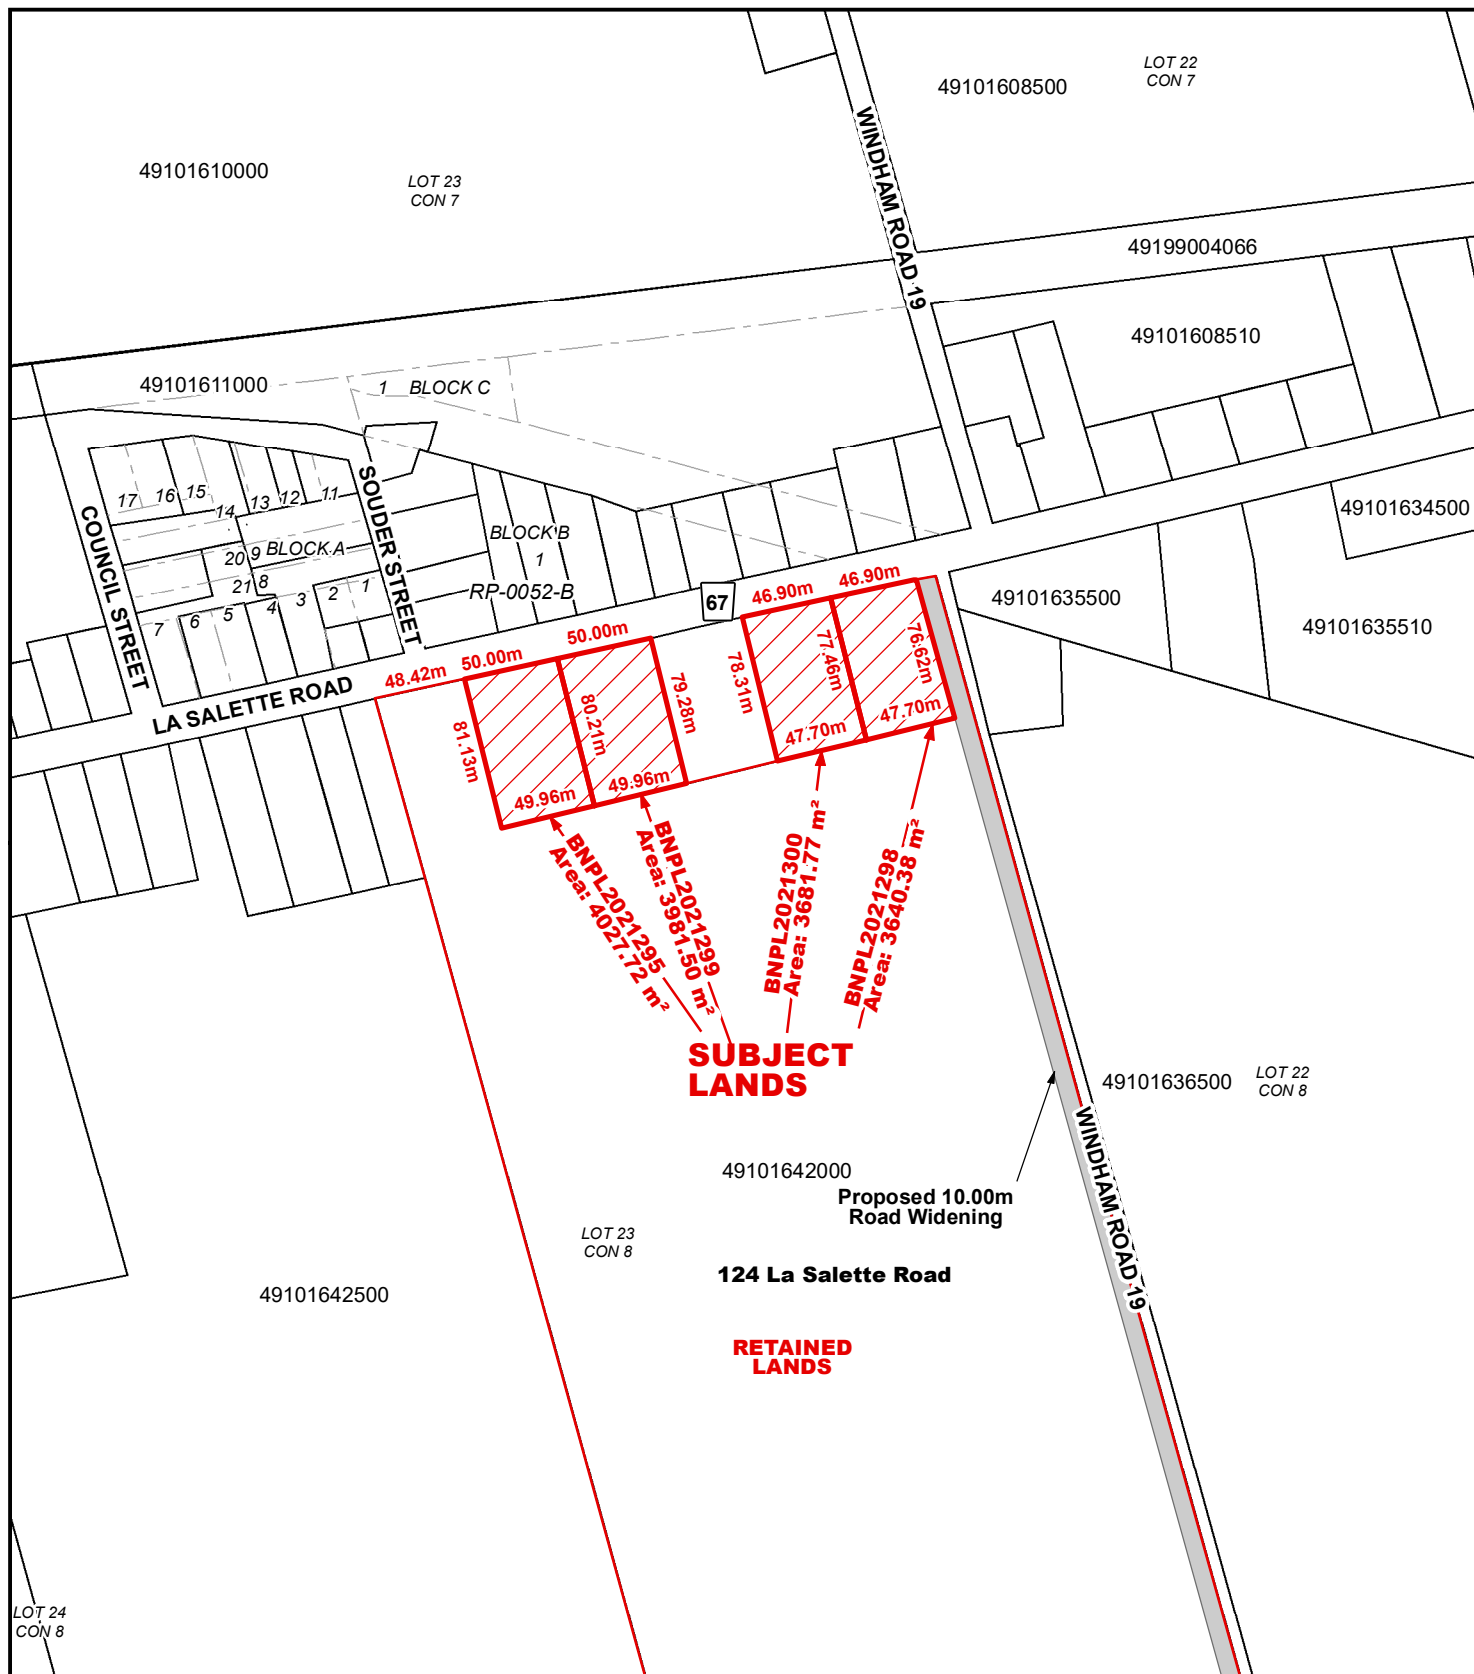 LOT 22
CON 7
49101608500
WINDHAM ROAD 19
49101610000
LOT 23
CON 7
49199004066
49101608510
49101611000
1 BLOCK C
17 16 15 14 13 12 11
COUNCIL STREET
SOUDER STREET
20 9 BLOCK A
21 8
7 6 5 4 3 2 1
BLOCK B
1
RP-0052-B
67
LA SALETTE ROAD
49101634500
49101635500
49101635510
48.42m 50.00m 50.00m
46.90m 46.90m
81.13m 80.21m 79.28m
78.31m 77.46m 76.62m
49.96m 49.96m
47.70m 47.70m
BNPL2021295
Area: 4027.72 m²
BNPL2021299
Area: 3981.50 m²
BNPL2021300
Area: 3681.77 m²
BNPL2021298
Area: 3640.38 m²
SUBJECT
LANDS
49101636500
LOT 22
CON 8
49101642000
Proposed 10.00m
Road Widening
WINDHAM ROAD 19
LOT 23
CON 8
124 La Salette Road
49101642500
RETAINED
LANDS
LOT 24
CON 8